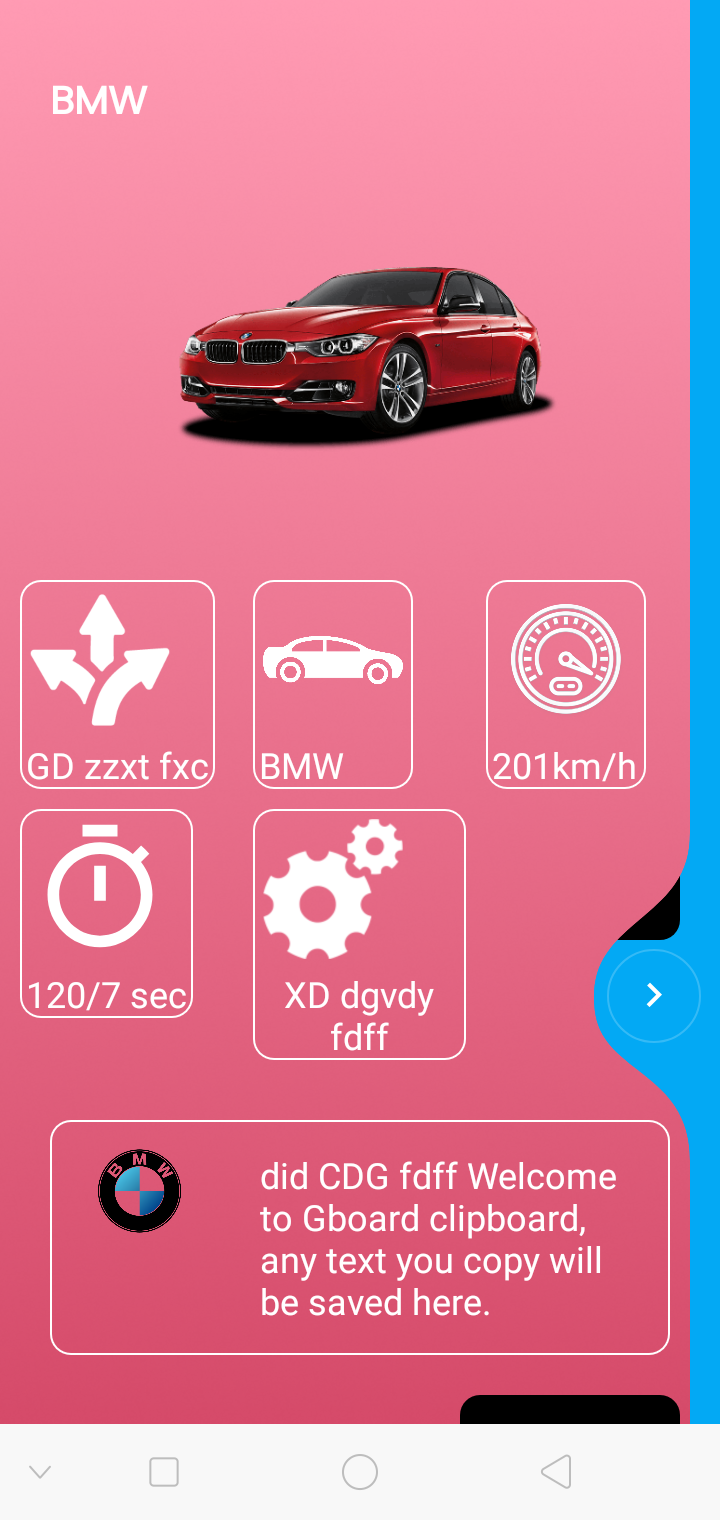 BMW
GD zzxt fxc
BMW
201km/h
120/7 sec
XD dgvdy
fdff
BMW
did CDG fdff Welcome
to Gboard clipboard,
any text you copy will
be saved here.